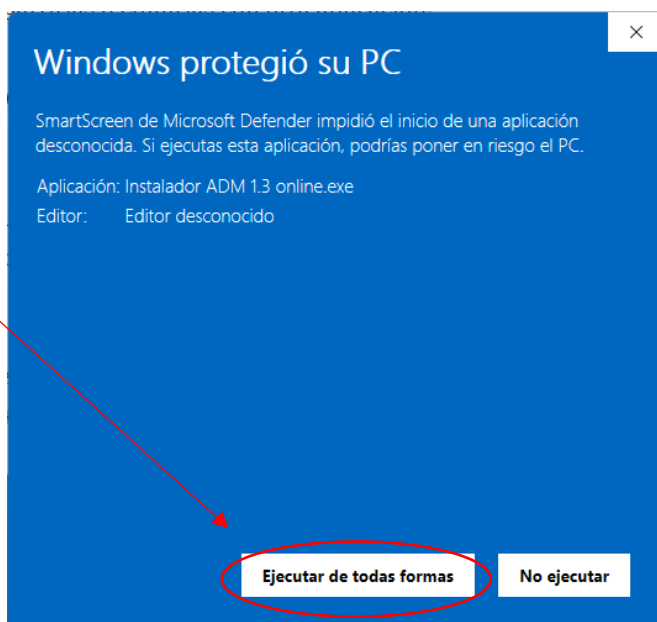 Windows protegió su PC
SmartScreen de Microsoft Defender impidió el inicio de una aplicación
desconocida. Si ejecutas esta aplicación, podrías poner en riesgo el PC.
Aplicación: Instalador ADM 1.3 online.exe
Editor: Editor desconocido
Ejecutar de todas formas No ejecutar